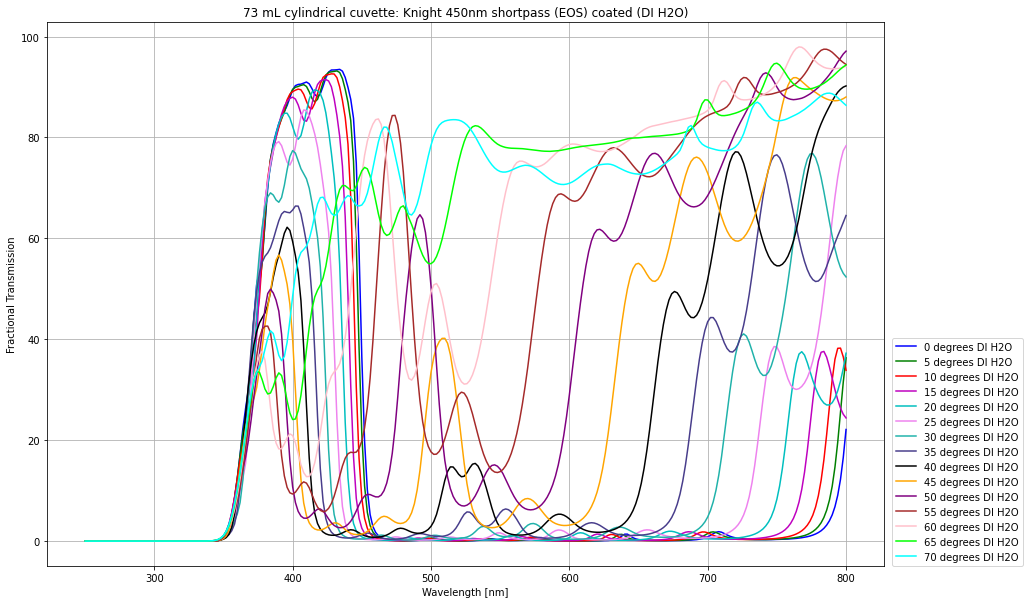 73 mL cylindrical cuvette: Knight 450nm shortpass (EOS) coated (DI H2O)
100
80
60
40
20
0
Fractional Transmission
300
400
500
600
700
800
Wavelength [nm]
0 degrees DI H2O
5 degrees DI H2O
10 degrees DI H2O
15 degrees DI H2O
20 degrees DI H2O
25 degrees DI H2O
30 degrees DI H2O
35 degrees DI H2O
40 degrees DI H2O
45 degrees DI H2O
50 degrees DI H2O
55 degrees DI H2O
60 degrees DI H2O
65 degrees DI H2O
70 degrees DI H2O